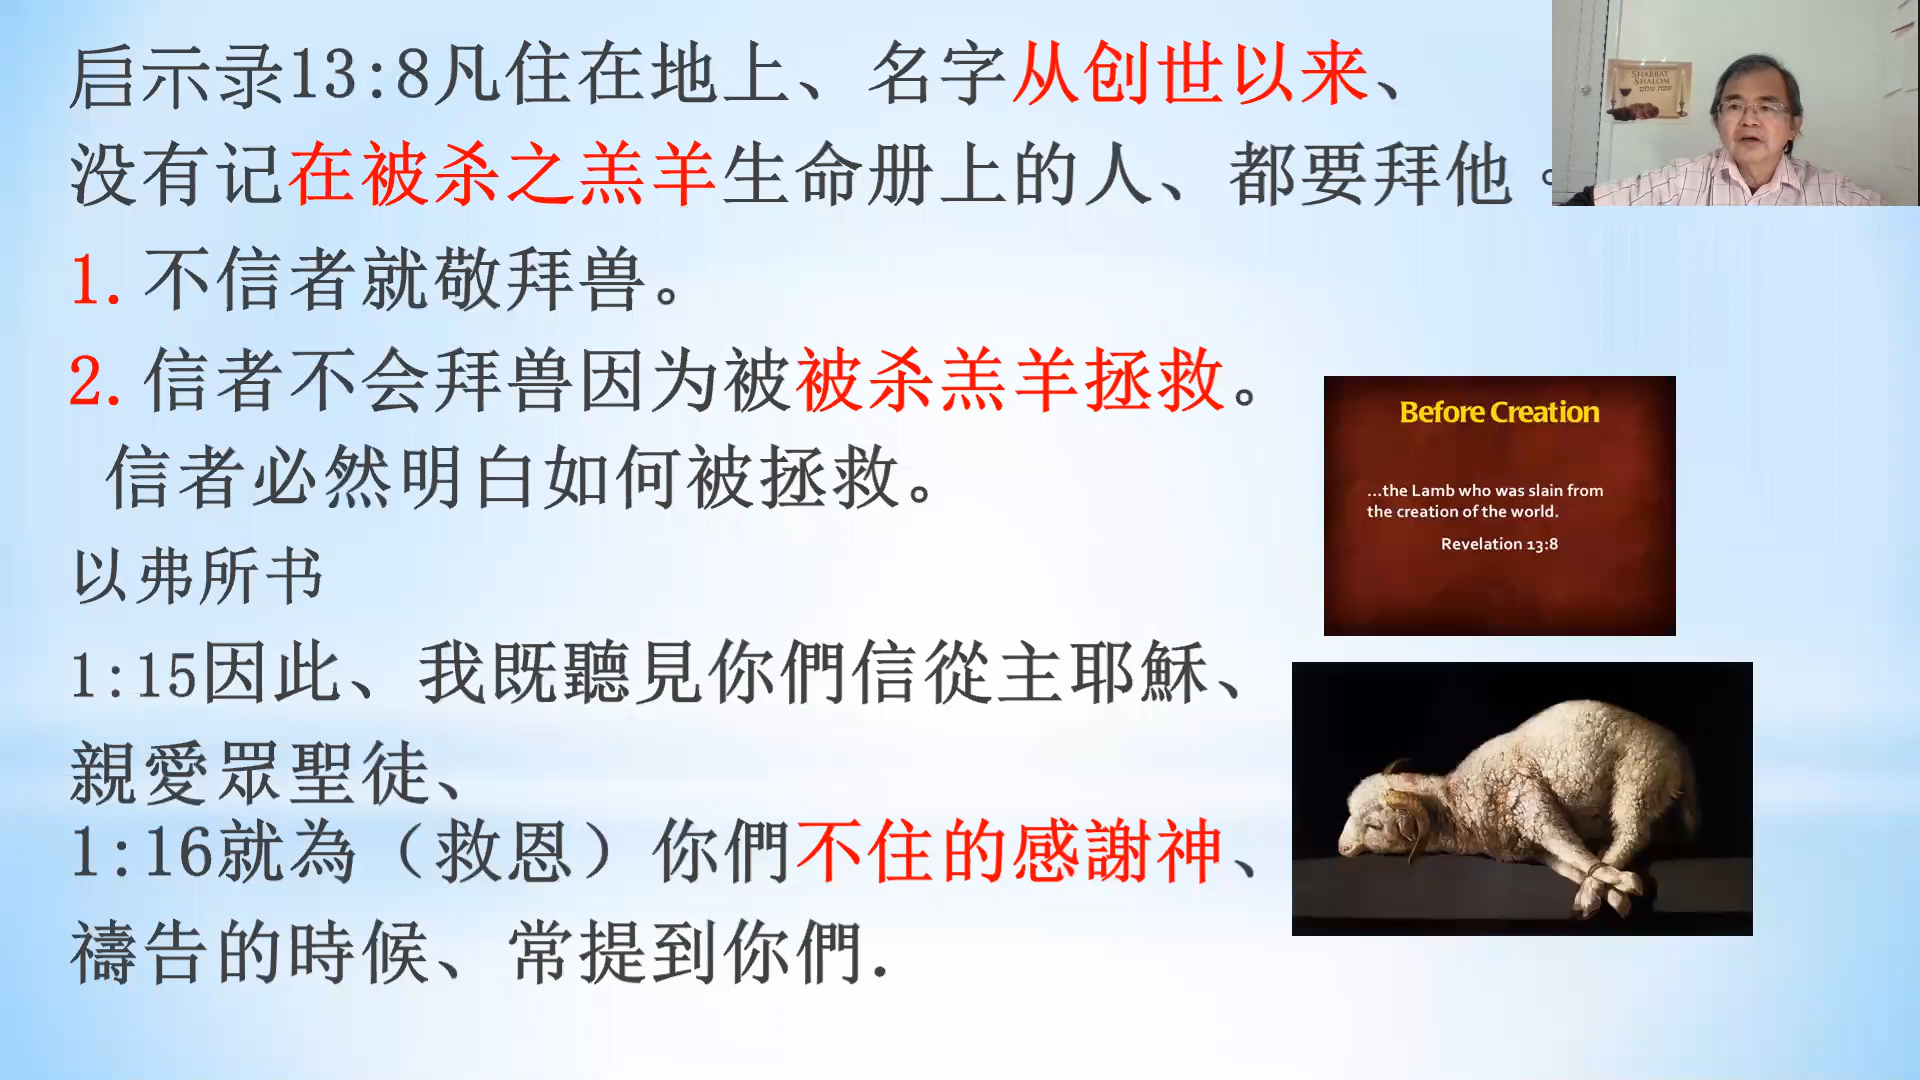 启示录13:8凡住在地上、名字从创世以来、
没有记在被杀之羔羊生命册上的人、都要拜他。
1. 不信者就敬拜兽。
2. 信者不会拜兽因为被被杀羔羊拯救。
信者必然明白如何被拯救。
以弗所书
1:15因此、我既聽見你們信從主耶穌、
親愛眾聖徒、
1:16就為（救恩）你們不住的感謝神、
禱告的時候、常提到你們.
SHABBAT
SHALOM
שבת שלום
Before Creation
...the Lamb who was slain from
the creation of the world.
Revelation 13:8